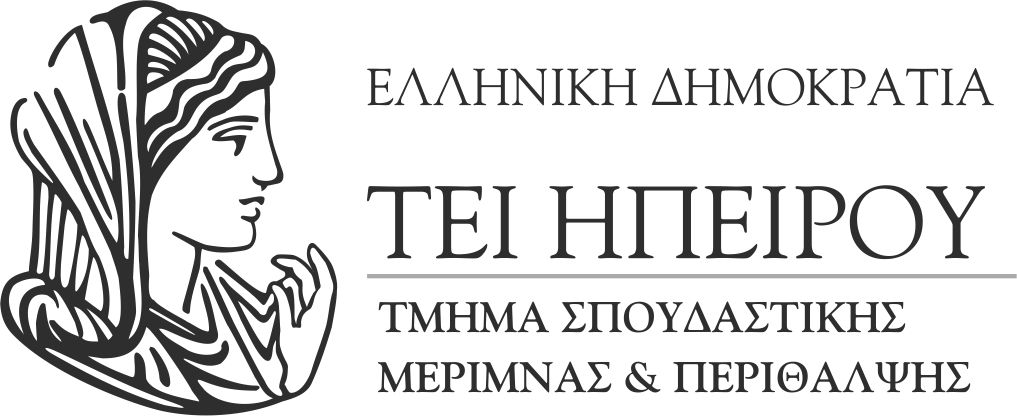 ΕΛΛΗΝΙΚΗ ΔΗΜΟΚΡΑΤΙΑ
ΤΕΙ ΗΠΕΙΡΟΥ
ΤΜΗΜΑ ΣΠΟΥΔΑΣΤΙΚΗΣ
ΜΕΡΙΜΝΑΣ & ΠΕΡΙΘΑΛΨΗΣ